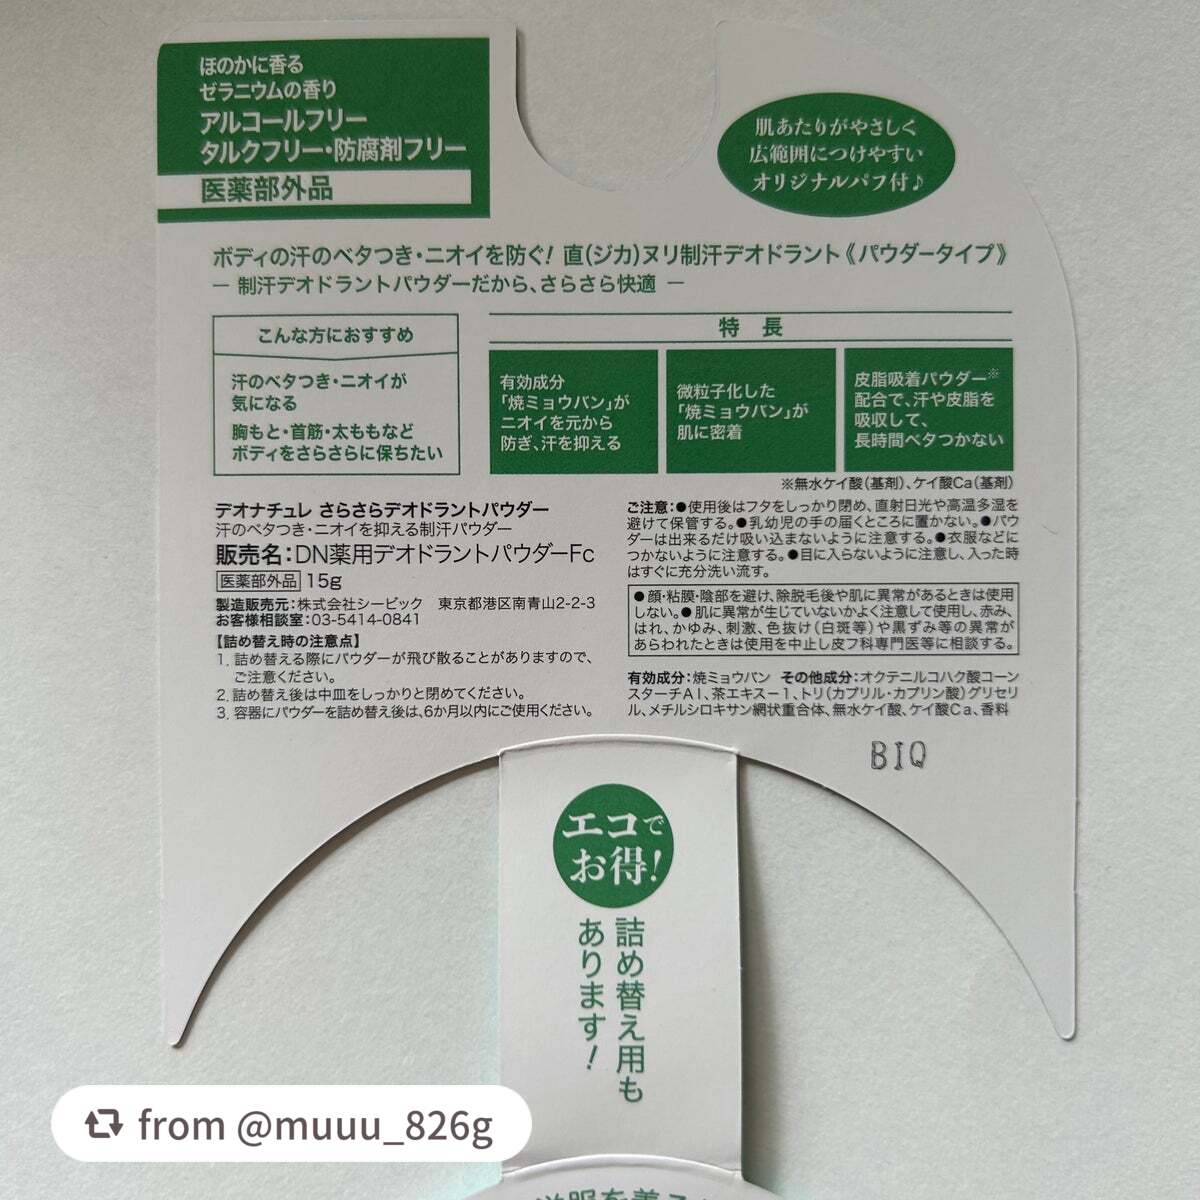 ほのかに香る
ゼラニウムの香り
アルコールフリー
タルクフリー・防腐剤フリー
医薬部外品
肌あたりがやさしく
広範囲につけやすい
オリジナルパフ付♪
ボディの汗のベタつき・ニオイを防ぐ! 直(ジカ)ヌリ制汗デオドラント《パウダータイプ》
― 制汗デオドラントパウダーだから、さらさら快適 ―
こんな方におすすめ
汗のベタつき・ニオイが
気になる
胸もと・首筋・太ももなど
ボディをさらさらに保ちたい
特 長
有効成分
「焼ミョウバン」が
ニオイを元から
防ぎ、汗を抑える
微粒子化した
「焼ミョウバン」が
肌に密着
皮脂吸着パウダー※
配合で、汗や皮脂を
吸収して、
長時間ベタつかない
※無水ケイ酸(基剤)、ケイ酸Ca(基剤)
デオナチュレ さらさらデオドラントパウダー
汗のベタつき・ニオイを抑える制汗パウダー
販売名:DN薬用デオドラントパウダーFc
医薬部外品 15g
製造販売元:株式会社シービック 東京都港区南青山2-2-3
お客様相談室:03-5414-0841
【詰め替え時の注意点】
1. 詰め替える際にパウダーが飛び散ることがありますので、
ご注意ください。
2. 詰め替え後は中皿をしっかりと閉めてください。
3. 容器にパウダーを詰め替え後は、6か月以内にご使用ください。
ご注意:●使用後はフタをしっかり閉め、直射日光や高温多湿を
避けて保管する。●乳幼児の手の届くところに置かない。●パウ
ダーは出来るだけ吸い込まないように注意する。●衣服などに
つかないように注意する。●目に入らないように注意し、入った時
はすぐに充分洗い流す。
●顔・粘膜・陰部を避け、除脱毛後や肌に異常があるときは使用
しない。●肌に異常が生じていないかよく注意して使用し、赤み、
はれ、かゆみ、刺激、色抜け(白斑等)や黒ずみ等の異常が
あらわれたときは使用を中止し皮フ科専門医等に相談する。
有効成分:焼ミョウバン その他成分:オクテニルコハク酸コーン
スターチAl、茶エキス-1、トリ(カプリル・カプリン酸)グリセリ
ル、メチルシロキサン網状重合体、無水ケイ酸、ケイ酸Ca、香料
BIQ
エコで
お得!
詰め替え用も
あります!
from @muuu_826g